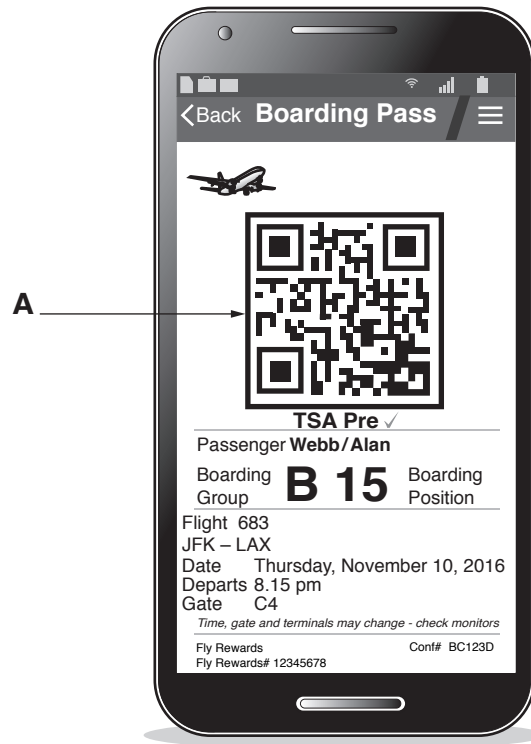 Back Boarding Pass
A
TSA Pre ✓
Passenger Webb/Alan
Boarding Group B 15 Boarding Position
Flight 683
JFK – LAX
Date Thursday, November 10, 2016
Departs 8.15 pm
Gate C4
Time, gate and terminals may change - check monitors
Fly Rewards Conf# BC123D
Fly Rewards# 12345678